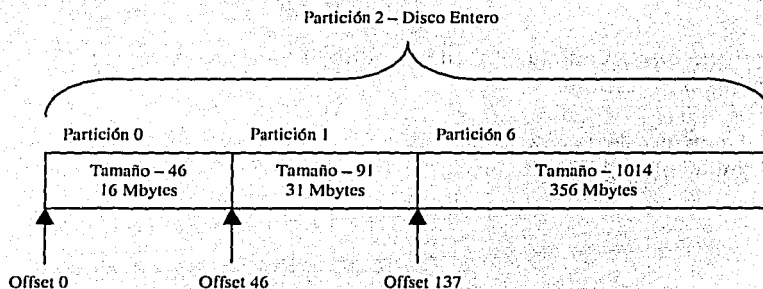 Partición 2 – Disco Entero
Partición 0
Partición 1
Partición 6
Tamaño – 46
16 Mbytes
Tamaño – 91
31 Mbytes
Tamaño – 1014
356 Mbytes
Offset 0
Offset 46
Offset 137